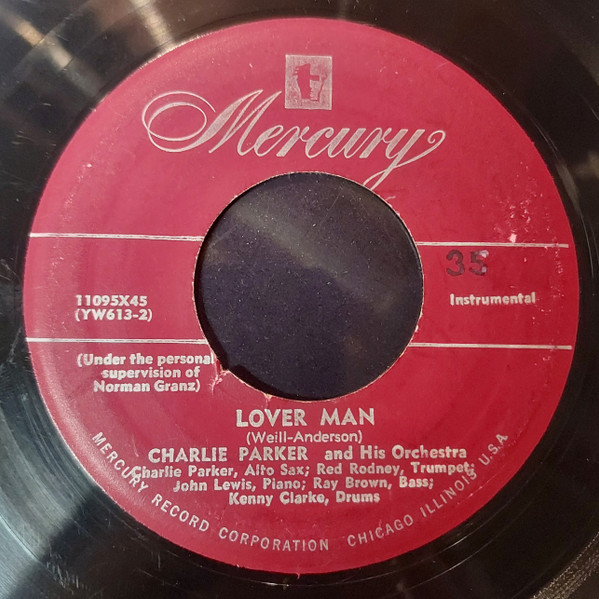 Mercury
35
11095X45
(YW613-2)
Instrumental
(Under the personal
supervision of
Norman Granz)
LOVER MAN
(Weill-Anderson)
CHARLIE PARKER and His Orchestra
Charlie Parker, Alto Sax; Red Rodney, Trumpet;
John Lewis, Piano; Ray Brown, Bass;
Kenny Clarke, Drums
MERCURY RECORD CORPORATION CHICAGO ILLINOIS U.S.A